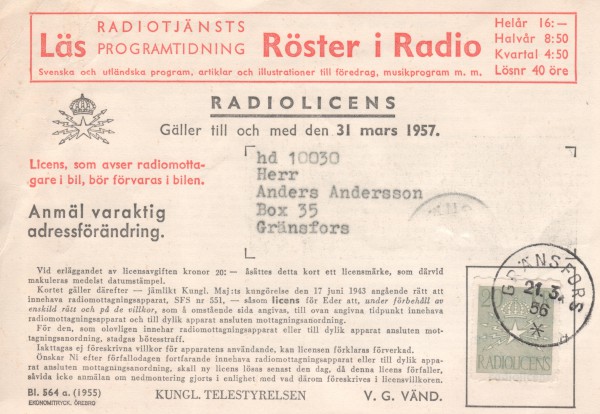 Läs RADIOTJÄNSTS PROGRAMTIDNING Röster i Radio
Svenska och utländska program, artiklar och illustrationer till föredrag, musikprogram m. m.
Helår 16:—
Halvår 8:50
Kvartal 4:50
Lösnr 40 öre
RADIOLICENS
Gäller till och med den 31 mars 1957.
Licens, som avser radiomotta-
gare i bil, bör förvaras i bilen.
Anmäl varaktig
adressförändring.
hd 10030
Herr
Anders Andersson
Box 35
Gränsfors
Vid erläggandet av licensavgiften kronor 20:— åsättes detta kort ett licensmärke, som därvid
makuleras medelst datumstämpel.
Kortet gäller därefter — jämlikt Kungl. Maj:ts kungörelse den 17 juni 1943 angående rätt att
innehava radiomottagningsapparat, SFS nr 551, — såsom licens för Eder att, under förbehåll av
enskild rätt och på de villkor, som å omstående sida angivas, till ovan angivna tidpunkt innehava
radiomottagningsapparat och till dylik apparat ansluten mottagningsanordning.
För den, som olovligen innehar radiomottagningsapparat eller till dylik apparat ansluten mot-
tagningsanordning, stadgas bötesstraff.
Iakttagas ej föreskrivna villkor för apparatens användande, kan licensen förklaras förverkad.
Önskar Ni efter förfallodagen fortfarande innehava radiomottagningsapparat eller till dylik appa-
rat ansluten mottagningsanordning, skall ny licens lösas senast den dag, då denna licens förfaller,
såvida icke anmälan om nedmontering gjorts i enlighet med vad därom föreskrives i licensvillkoren.
Bl. 564 a. (1955)
EKONOMITRYCK, ÖREBRO
KUNGL. TELESTYRELSEN
V. G. VÄND.
GRÄNSFORS
21.3.
56
RADIOLICENS